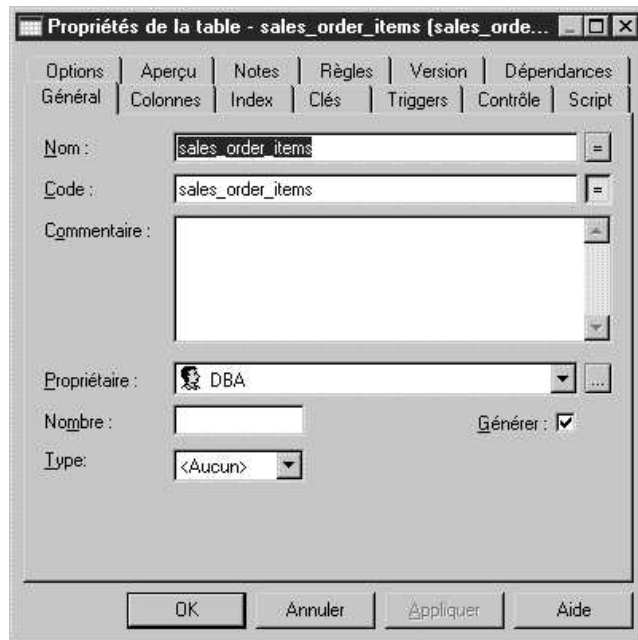 Propriétés de la table - sales_order_items (sales_orde...
Options Aperçu Notes Règles Version Dépendances
Général Colonnes Index Clés Triggers Contrôle Script
Nom : sales_order_items =
Code : sales_order_items =
Commentaire :
Propriétaire : DBA ...
Nombre : Générer :
Type: <Aucun>
OK Annuler Appliquer Aide